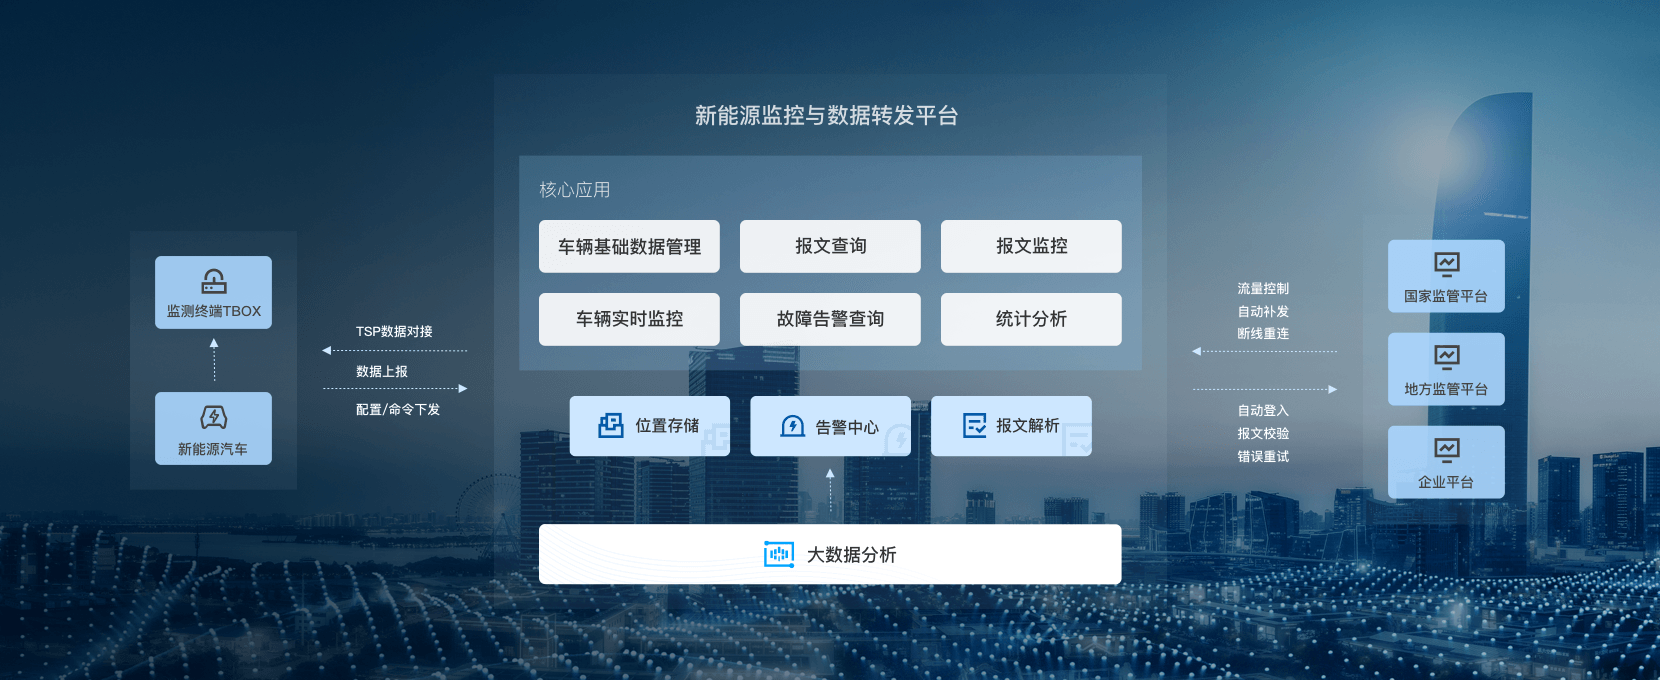 新能源监控与数据转发平台
核心应用
车辆基础数据管理
报文查询
报文监控
车辆实时监控
故障告警查询
统计分析
位置存储
告警中心
报文解析
大数据分析
监测终端TBOX
新能源汽车
TSP数据对接
数据上报
配置/命令下发
流量控制
自动补发
断线重连
自动登入
报文校验
错误重试
国家监管平台
地方监管平台
企业平台